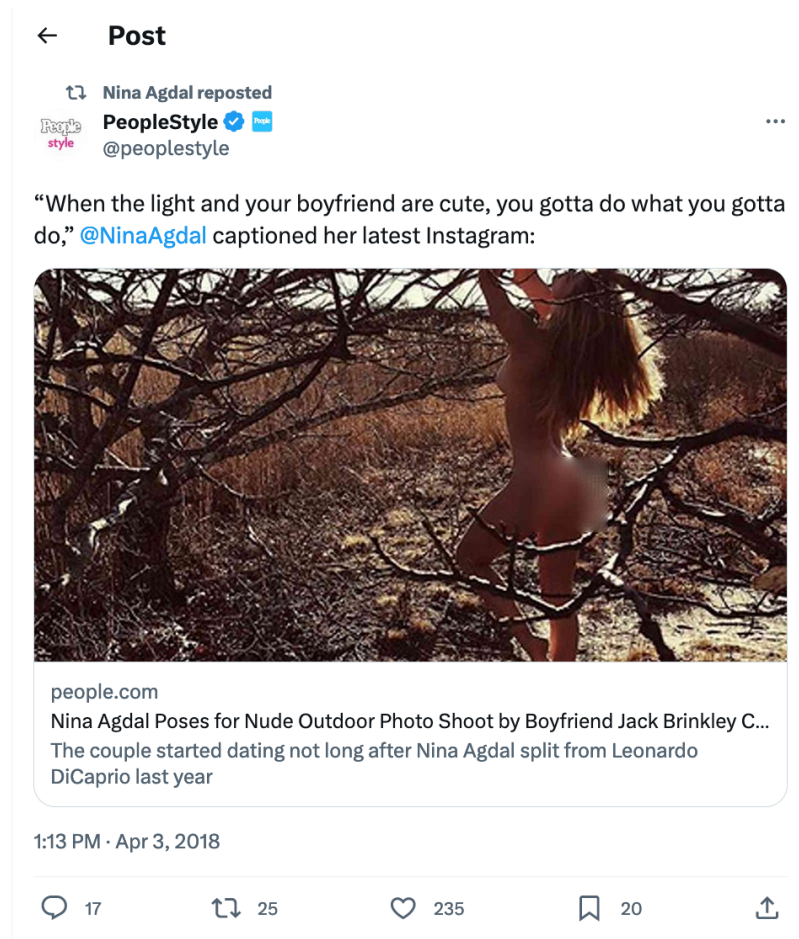 Post
Nina Agdal reposted
People style
PeopleStyle People
@peoplestyle
“When the light and your boyfriend are cute, you gotta do what you gotta
do,” @NinaAgdal captioned her latest Instagram:
people.com
Nina Agdal Poses for Nude Outdoor Photo Shoot by Boyfriend Jack Brinkley C...
The couple started dating not long after Nina Agdal split from Leonardo
DiCaprio last year
1:13 PM · Apr 3, 2018
17 25 235 20